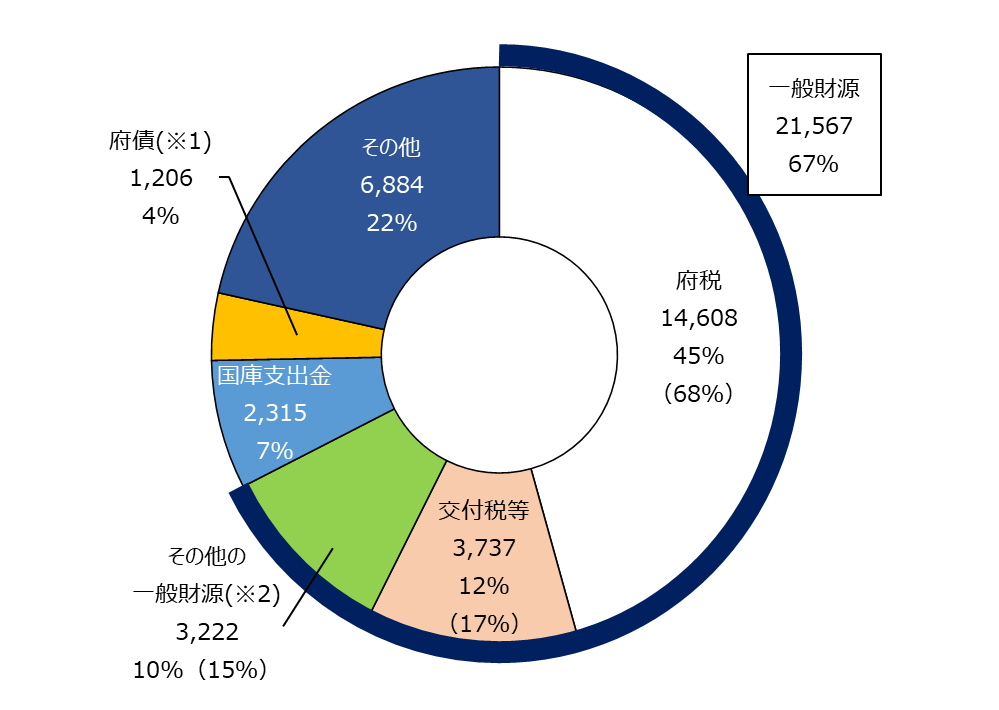 一般財源
21,567
67%
府税
14,608
45%
（68%）
交付税等
3,737
12%
（17%）
その他の
一般財源(※2)
3,222
10%（15%）
国庫支出金
2,315
7%
府債(※1)
1,206
4%
その他
6,884
22%